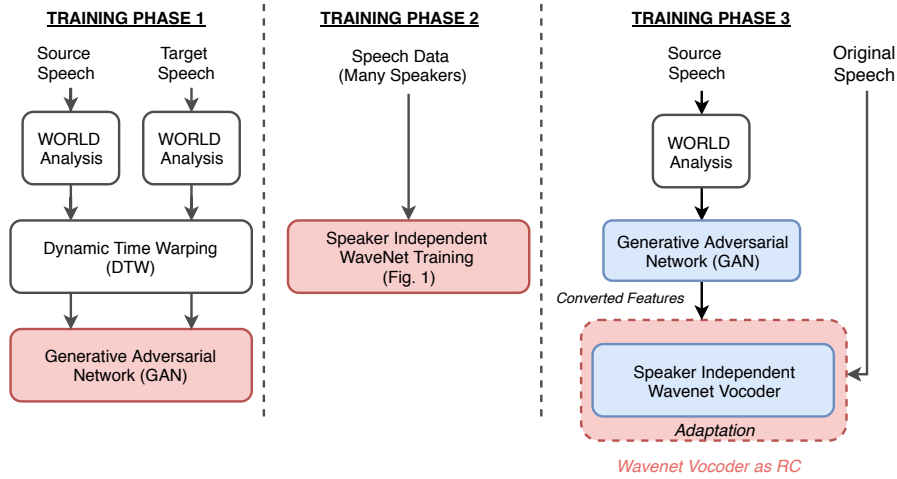 TRAINING PHASE 1
Source
Speech
Target
Speech
WORLD
Analysis
WORLD
Analysis
Dynamic Time Warping
(DTW)
Generative Adversarial
Network (GAN)
TRAINING PHASE 2
Speech Data
(Many Speakers)
Speaker Independent
WaveNet Training
(Fig. 1)
TRAINING PHASE 3
Source
Speech
Original
Speech
WORLD
Analysis
Generative Adversarial
Network (GAN)
Converted Features
Speaker Independent
Wavenet Vocoder
Adaptation
Wavenet Vocoder as RC